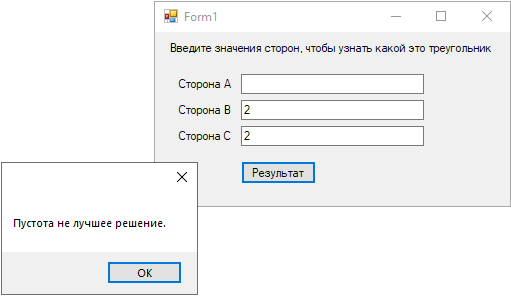 Form1
Введите значения сторон, чтобы узнать какой это треугольник
Сторона A
Сторона B 2
Сторона C 2
Результат
Пустота не лучшее решение.
OK